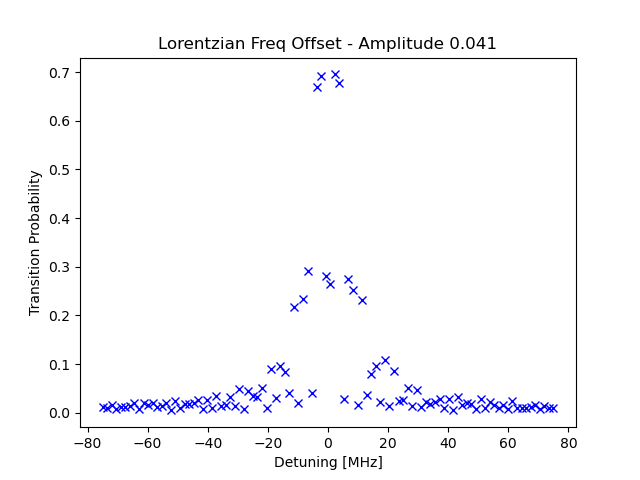 Lorentzian Freq Offset - Amplitude 0.041
0.7
0.6
0.5
0.4
0.3
0.2
0.1
0.0
Transition Probability
−80 −60 −40 −20 0 20 40 60 80
Detuning [MHz]